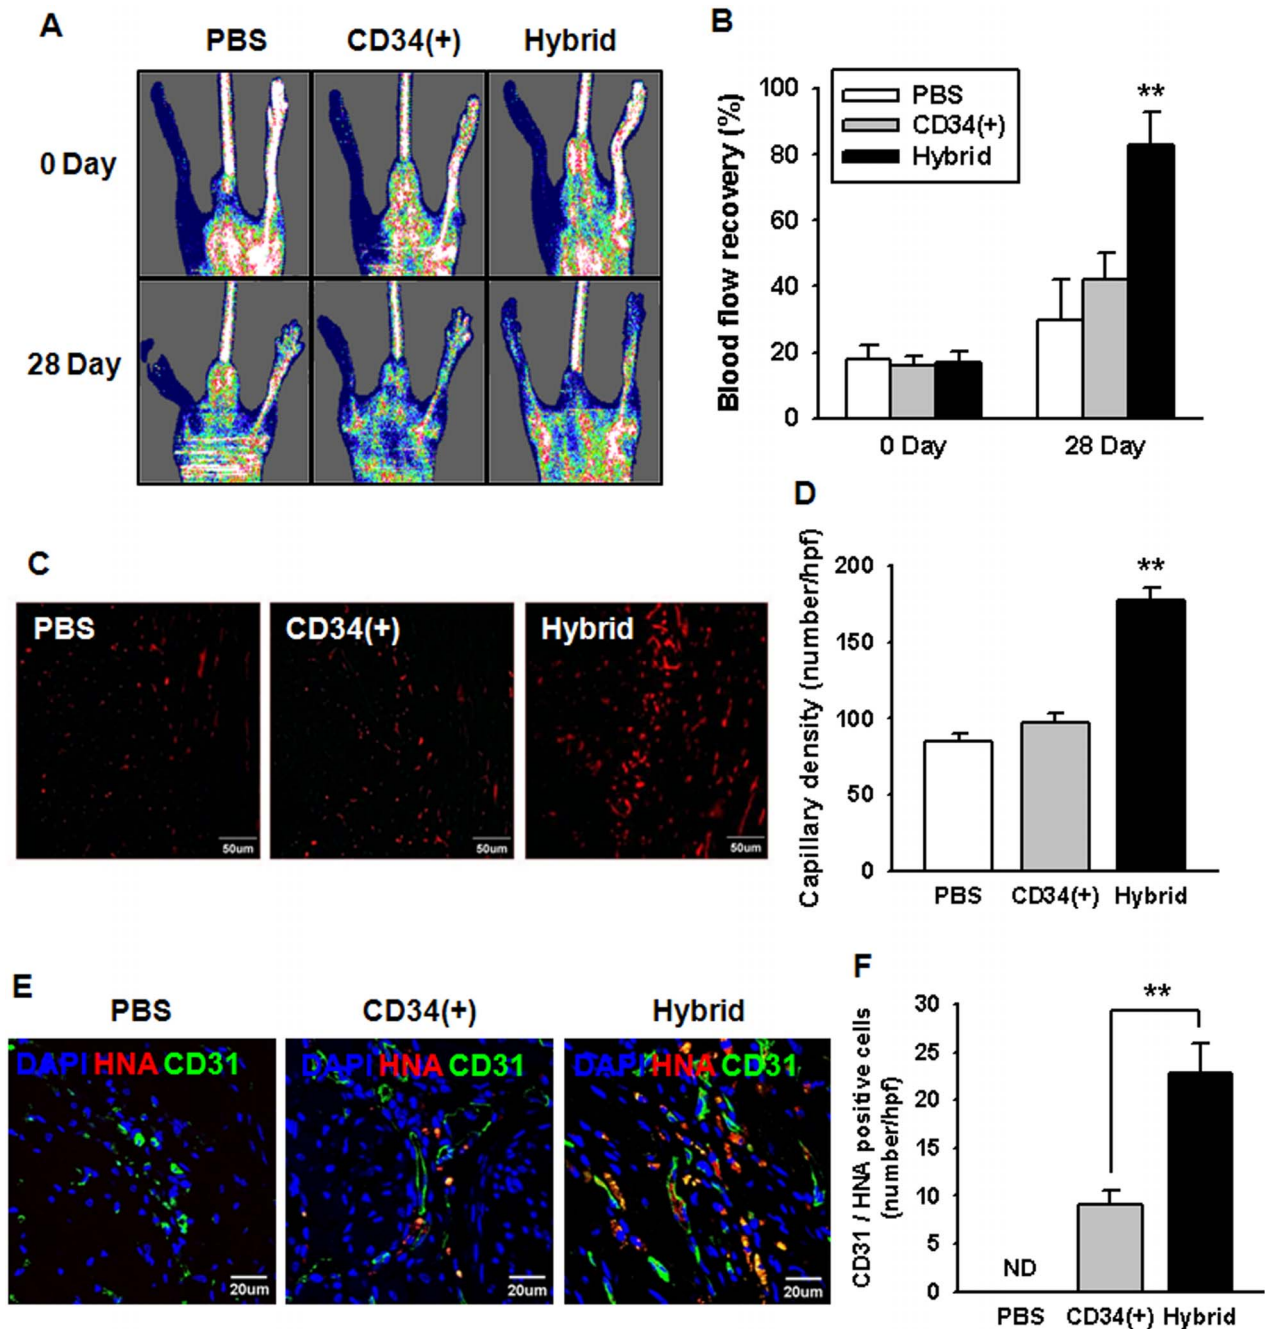 A
PBS CD34(+) Hybrid
0 Day
28 Day
B
Blood flow recovery (%)
100
80
60
40
20
0
PBS
CD34(+)
Hybrid
**
0 Day 28 Day
C
PBS
50um
CD34(+)
50um
Hybrid
50um
D
Capillary density (number/hpf)
200
150
100
50
0
**
PBS CD34(+) Hybrid
E
PBS CD34(+) Hybrid
DAPI HNA CD31
20um
DAPI HNA CD31
20um
DAPI HNA CD31
20um
F
CD31 / HNA positive cells
(number/hpf)
30
25
20
15
10
5
0
**
ND
PBS CD34(+) Hybrid